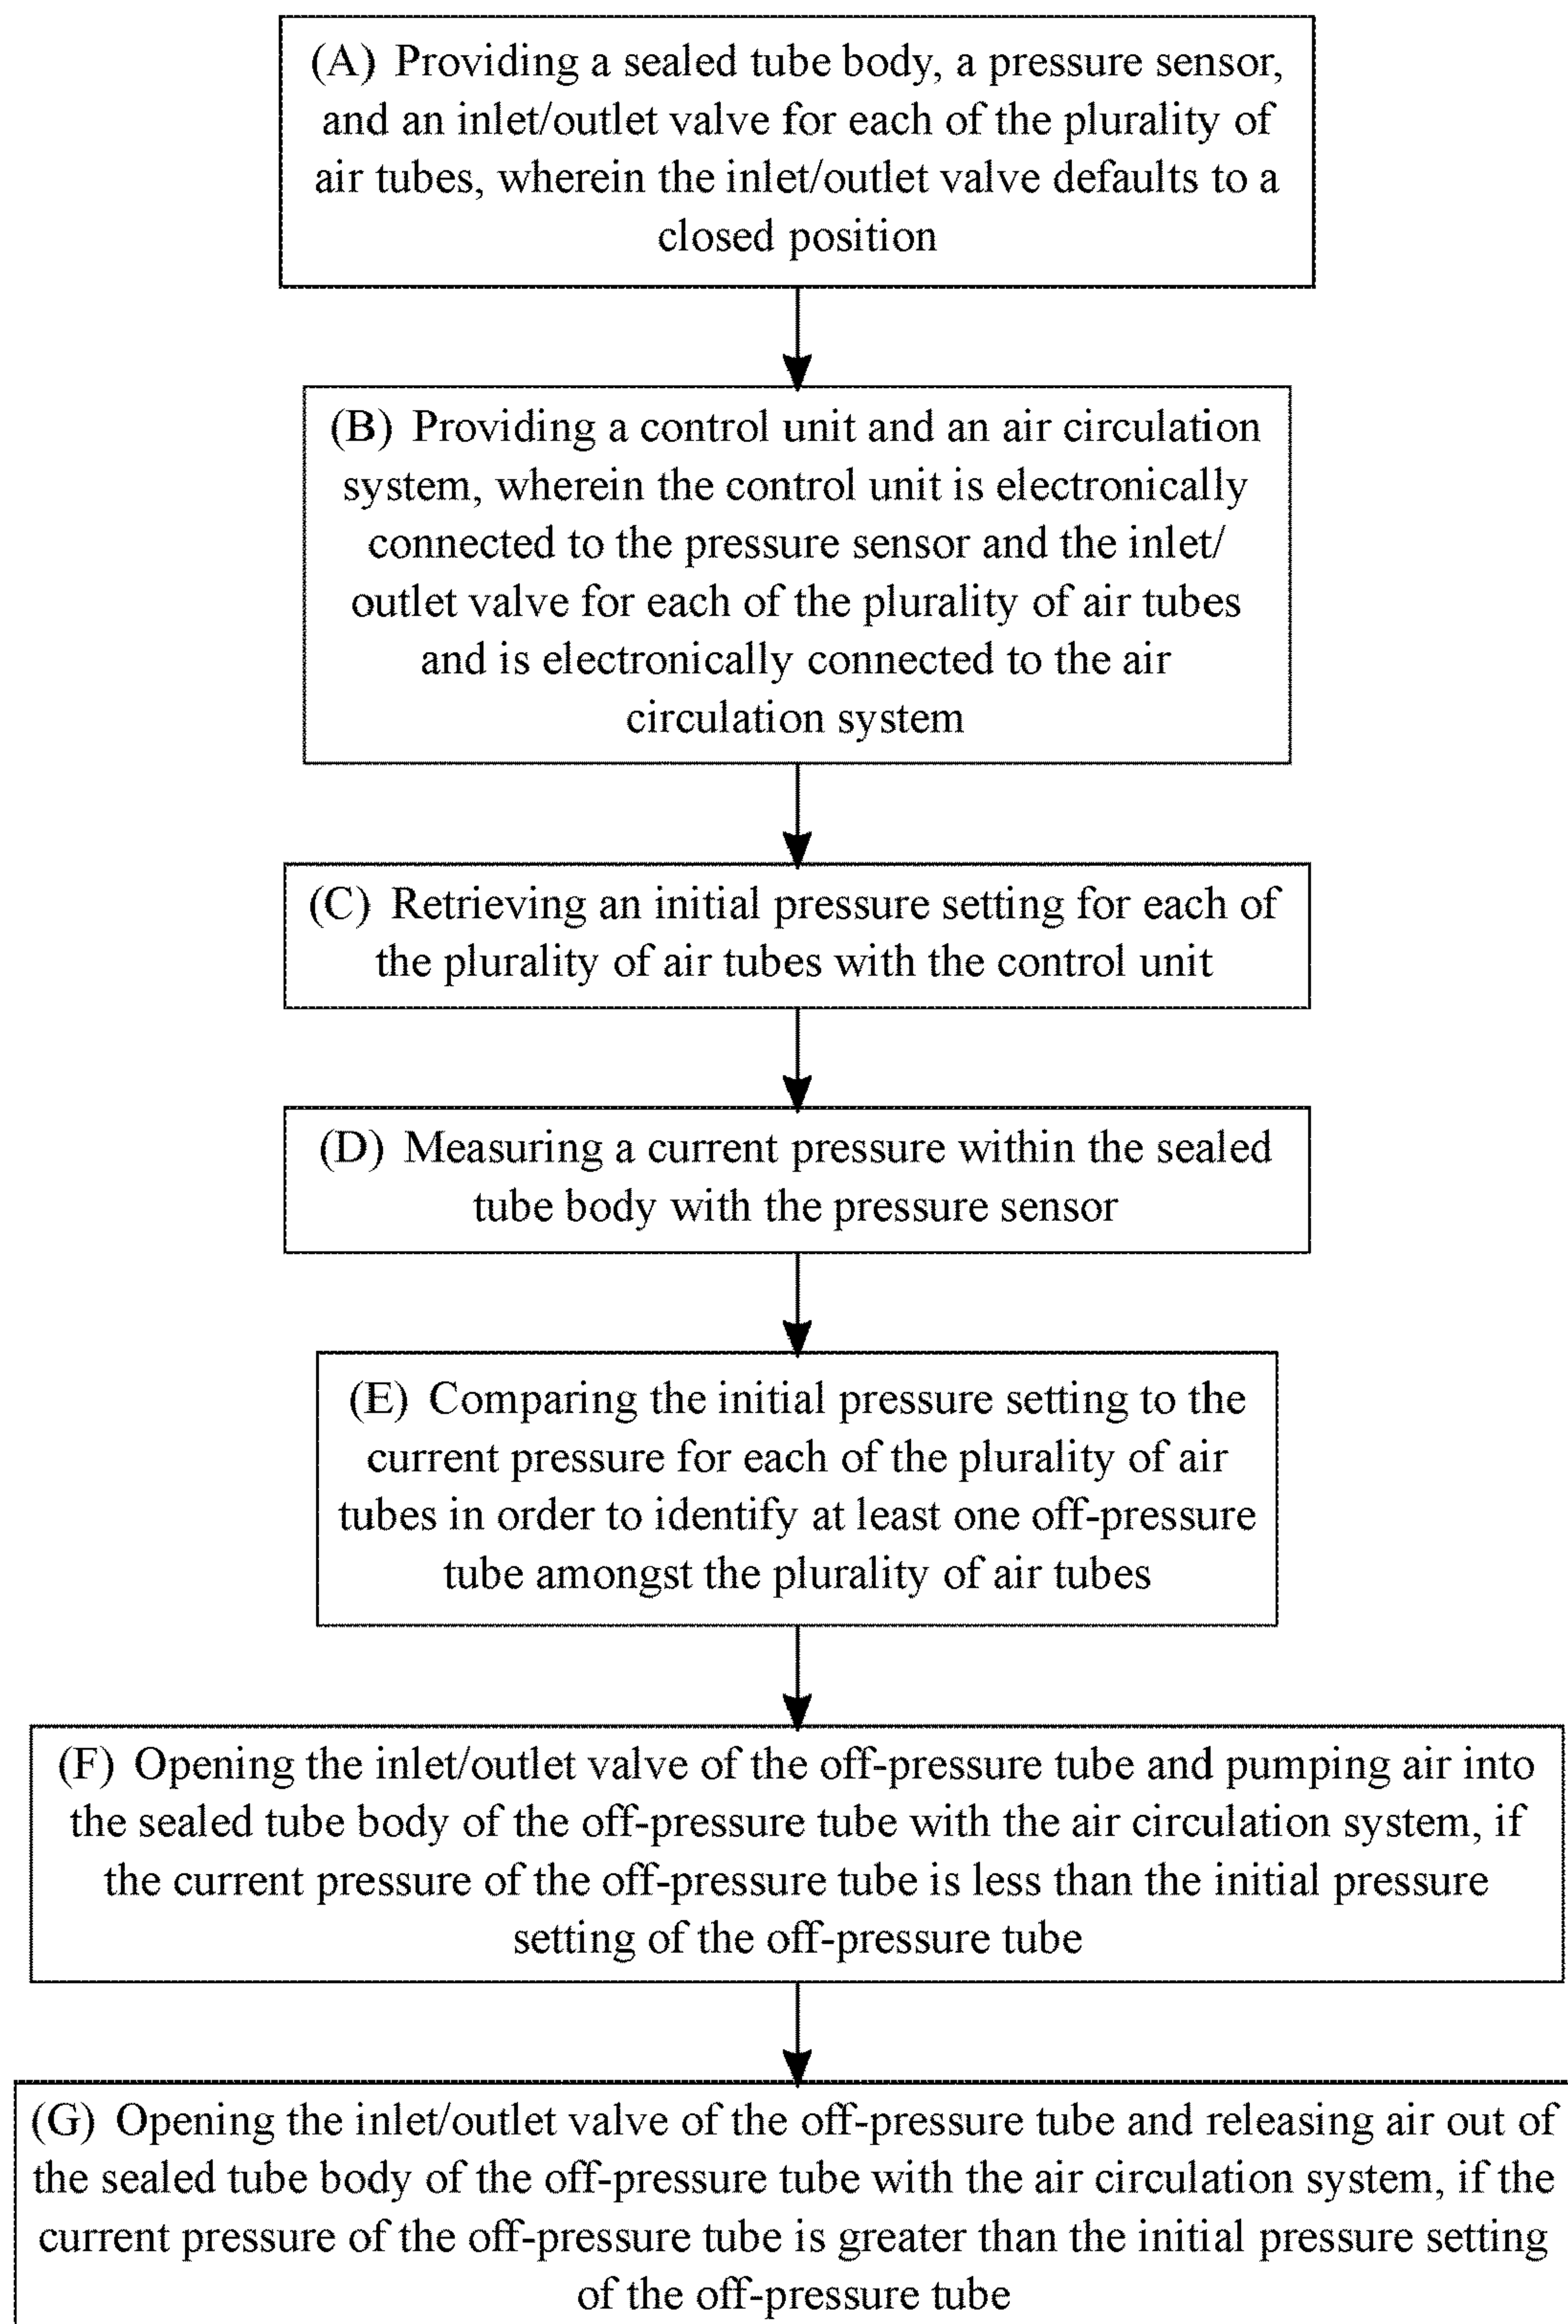 (A) Providing a sealed tube body, a pressure sensor,
and an inlet/outlet valve for each of the plurality of
air tubes, wherein the inlet/outlet valve defaults to a
closed position
(B) Providing a control unit and an air circulation
system, wherein the control unit is electronically
connected to the pressure sensor and the inlet/
outlet valve for each of the plurality of air tubes
and is electronically connected to the air
circulation system
(C) Retrieving an initial pressure setting for each of
the plurality of air tubes with the control unit
(D) Measuring a current pressure within the sealed
tube body with the pressure sensor
(E) Comparing the initial pressure setting to the
current pressure for each of the plurality of air
tubes in order to identify at least one off-pressure
tube amongst the plurality of air tubes
(F) Opening the inlet/outlet valve of the off-pressure tube and pumping air into
the sealed tube body of the off-pressure tube with the air circulation system, if
the current pressure of the off-pressure tube is less than the initial pressure
setting of the off-pressure tube
(G) Opening the inlet/outlet valve of the off-pressure tube and releasing air out of
the sealed tube body of the off-pressure tube with the air circulation system, if the
current pressure of the off-pressure tube is greater than the initial pressure setting
of the off-pressure tube